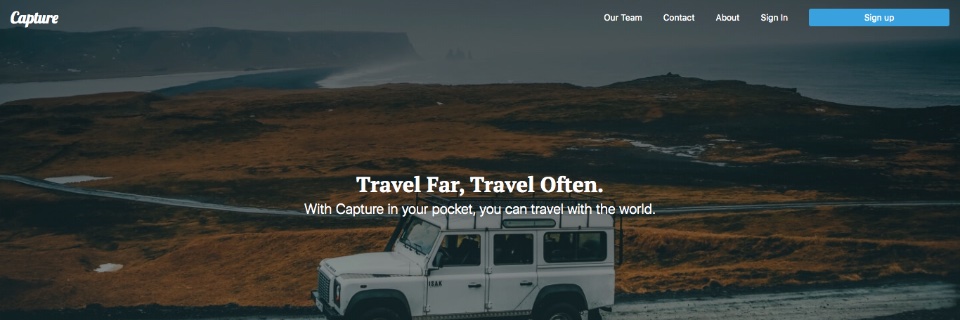 Capture
Our Team
Contact
About
Sign In
Sign up
Travel Far, Travel Often.
With Capture in your pocket, you can travel with the world.
ISAK